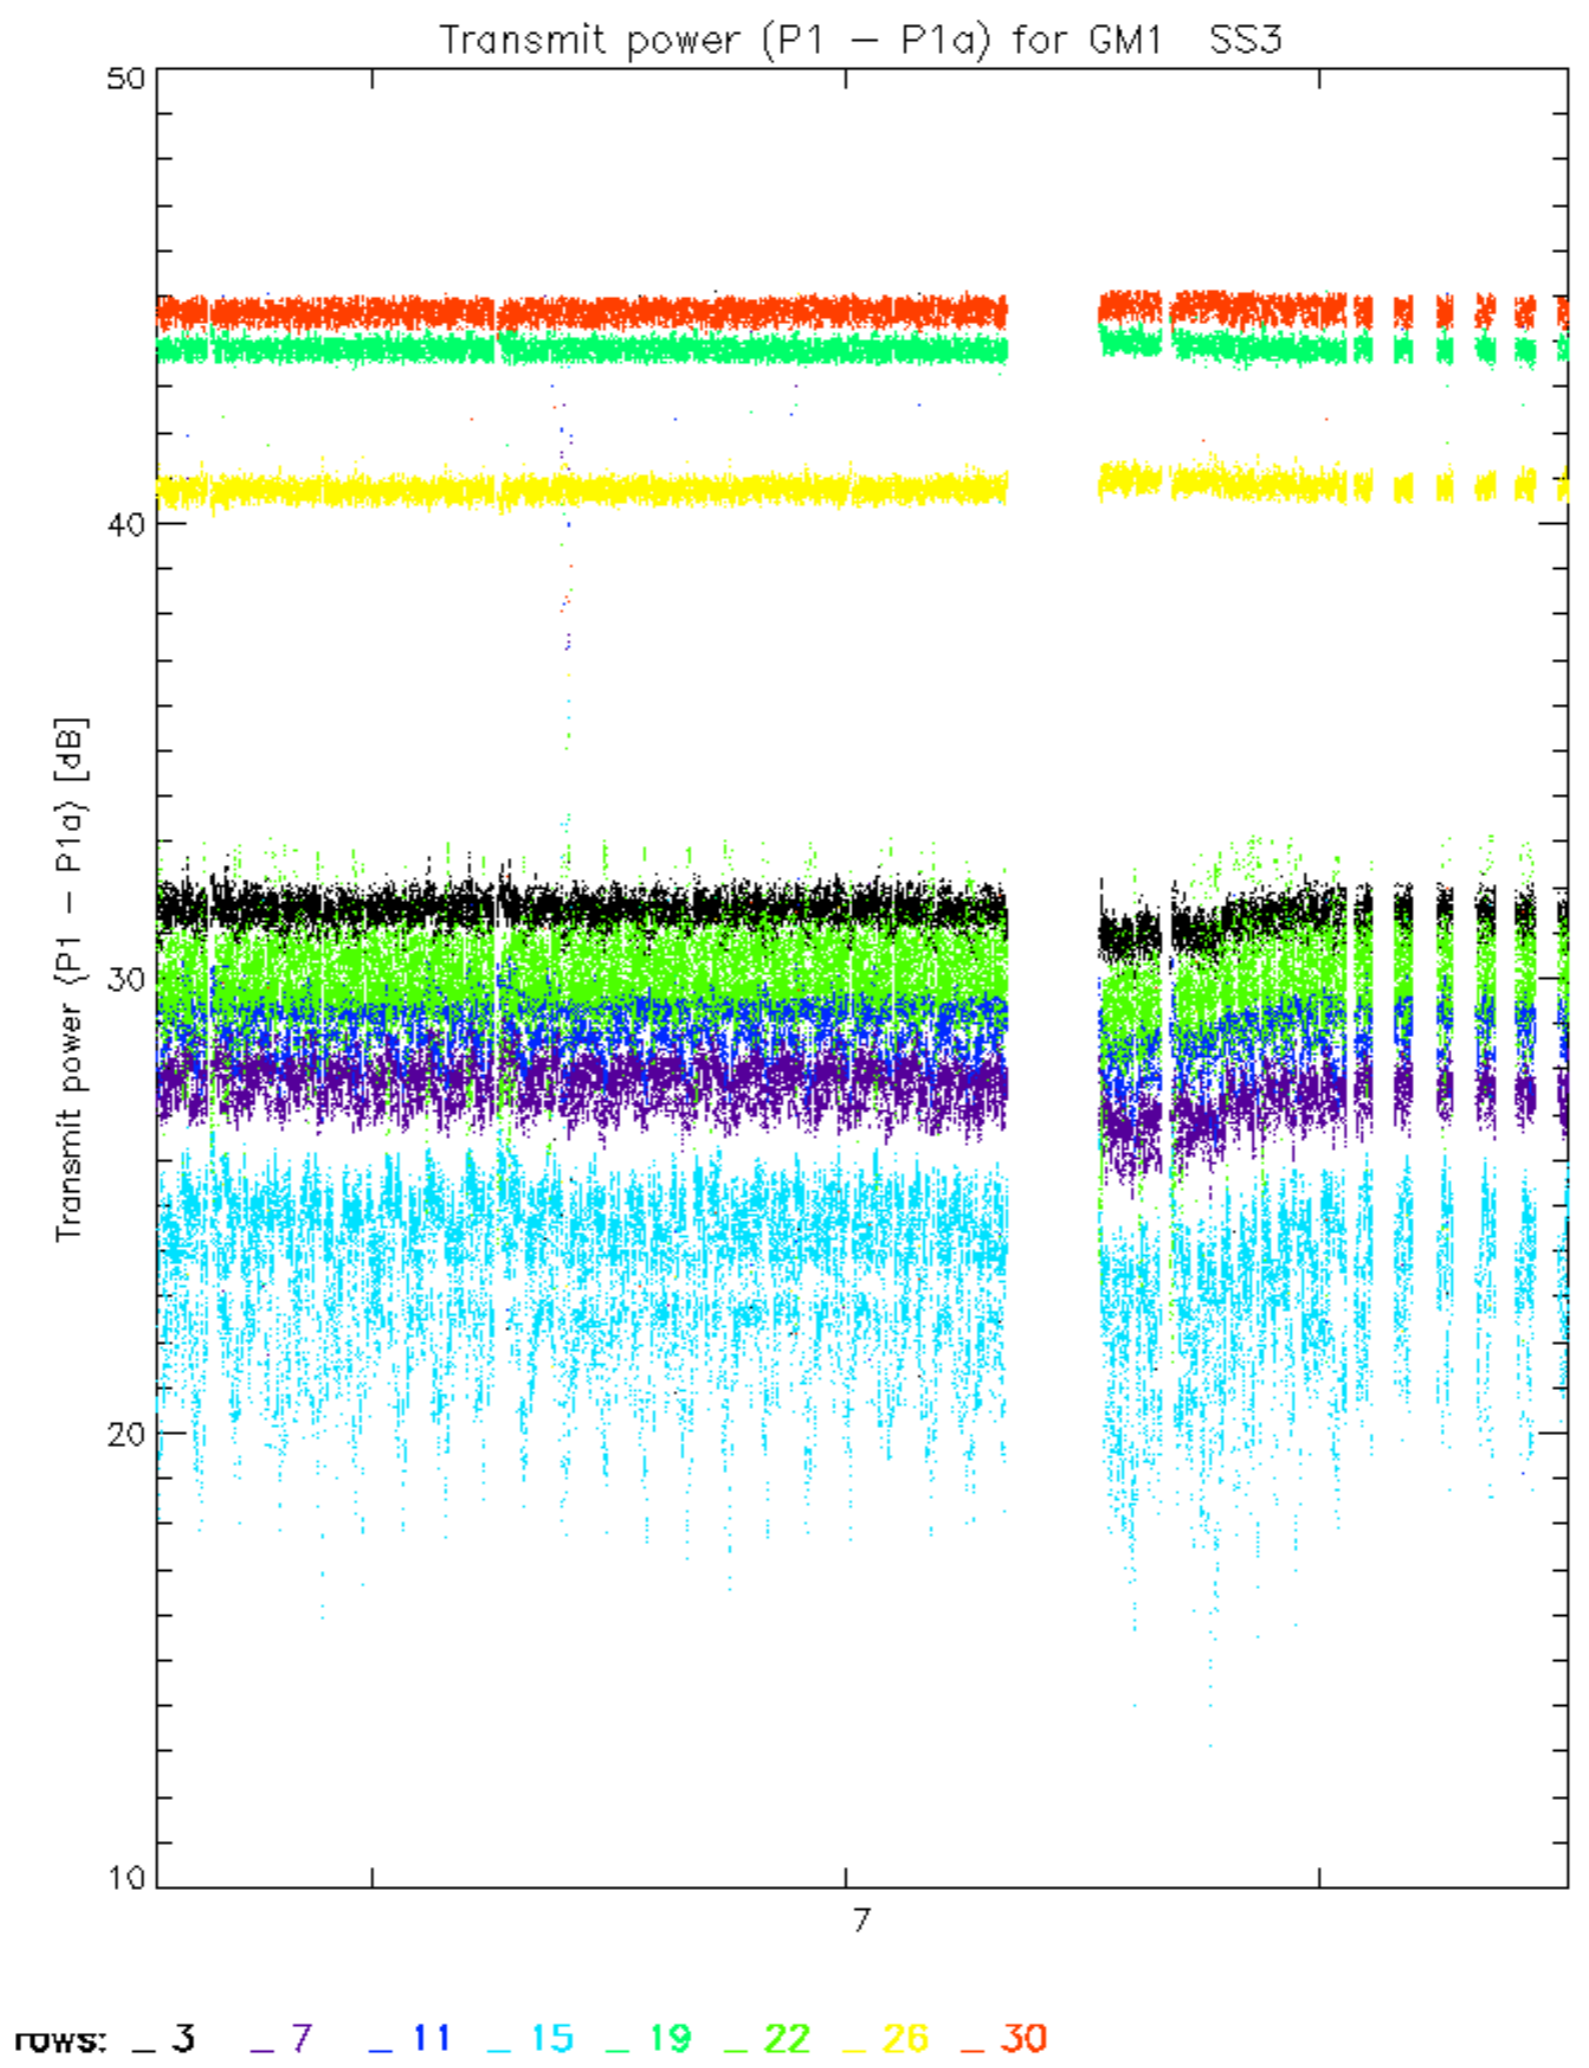 Transmit power (P1 - P1a) for GM1 SS3
50
40
30
20
10
Transmit power {P1 - P1a} [dB]
7
rows: _ 3 _ 7 _ 11 _ 15 _ 19 _ 22 _ 26 _ 30